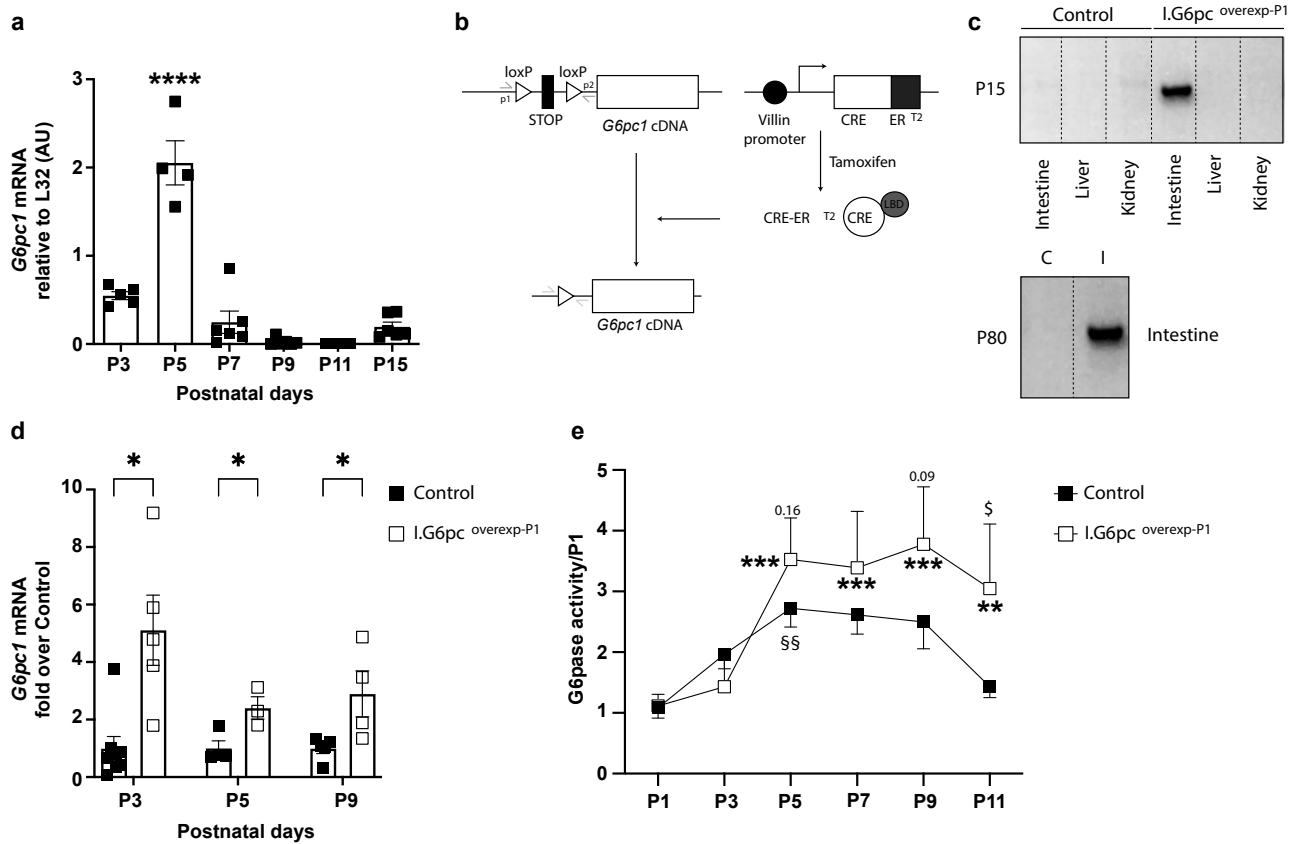 a
3
2
1
0
G6pc1 mRNA
relative to L32 (AU)
****
P3 P5 P7 P9 P11 P15
Postnatal days
b
loxP loxP
p1 p2
STOP
G6pc1 cDNA
Villin
promoter
CRE ER T2
Tamoxifen
CRE-ER T2 CRE LBD
G6pc1 cDNA
c
Control I.G6pc overexp-P1
P15
Intestine
Liver
Kidney
Intestine
Liver
Kidney
C I
P80 Intestine
d
* * *
10
8
6
4
2
0
G6pc1 mRNA
fold over Control
P3 P5 P9
Postnatal days
Control
I.G6pc overexp-P1
e
5
4
3
2
1
0
G6pase activity/P1
0.16
0.09
$
***
***
***
**
§§
P1 P3 P5 P7 P9 P11
Control
I.G6pc overexp-P1